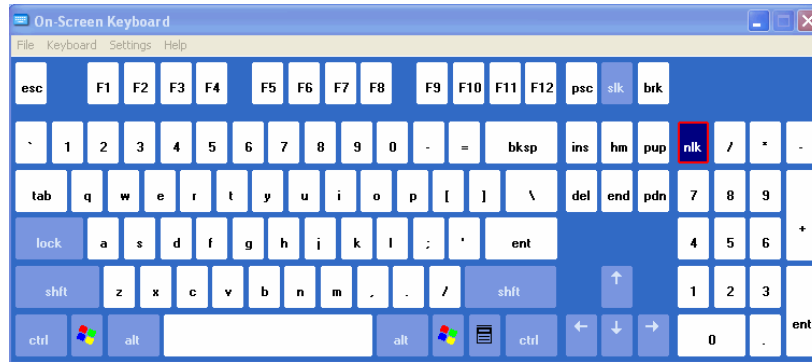 On-Screen Keyboard
File Keyboard Settings Help
esc F1 F2 F3 F4 F5 F6 F7 F8 F9 F10 F11 F12 psc slk brk
` 1 2 3 4 5 6 7 8 9 0 - = bksp ins hm pup nlk / * -
tab q w e r t y u i o p [ ] \ del end pdn 7 8 9
lock a s d f g h j k l ; ' ent 4 5 6 +
shft z x c v b n m , . / shft ↑ 1 2 3
ctrl alt alt ctrl ← ↓ → 0 . ent